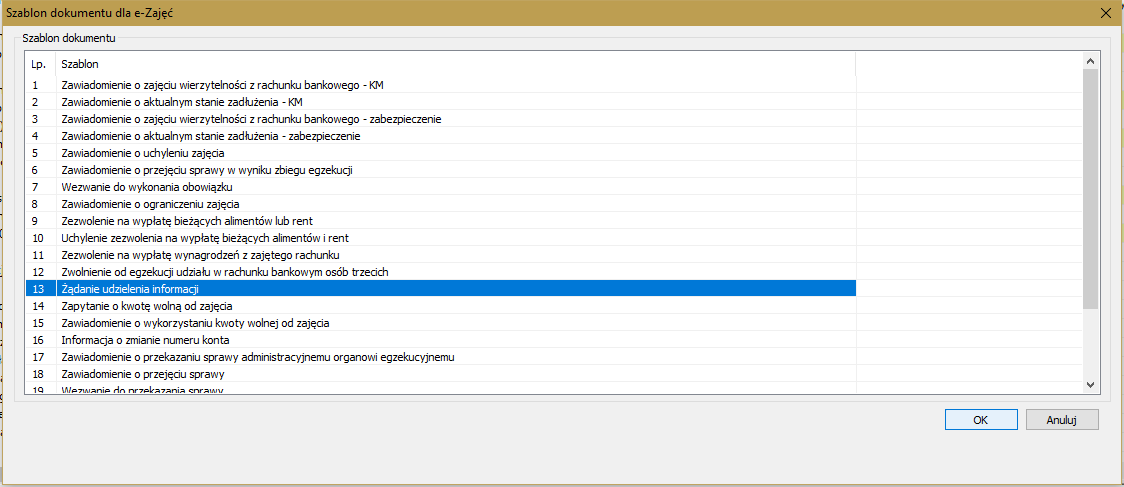 Szablon dokumentu dla e-Zajęć
Szablon dokumentu
Lp. Szablon
1 Zawiadomienie o zajęciu wierzytelności z rachunku bankowego - KM
2 Zawiadomienie o aktualnym stanie zadłużenia - KM
3 Zawiadomienie o zajęciu wierzytelności z rachunku bankowego - zabezpieczenie
4 Zawiadomienie o aktualnym stanie zadłużenia - zabezpieczenie
5 Zawiadomienie o uchyleniu zajęcia
6 Zawiadomienie o przejęciu sprawy w wyniku zbiegu egzekucji
7 Wezwanie do wykonania obowiązku
8 Zawiadomienie o ograniczeniu zajęcia
9 Zezwolenie na wypłatę bieżących alimentów lub rent
10 Uchylenie zezwolenia na wypłatę bieżących alimentów i rent
11 Zezwolenie na wypłatę wynagrodzeń z zajętego rachunku
12 Zwolnienie od egzekucji udziału w rachunku bankowym osób trzecich
13 Żądanie udzielenia informacji
14 Zapytanie o kwotę wolną od zajęcia
15 Zawiadomienie o wykorzystaniu kwoty wolnej od zajęcia
16 Informacja o zmianie numeru konta
17 Zawiadomienie o przekazaniu sprawy administracyjnemu organowi egzekucyjnemu
18 Zawiadomienie o przejęciu sprawy
19 Wezwanie do przekazania sprawy
OK Anuluj